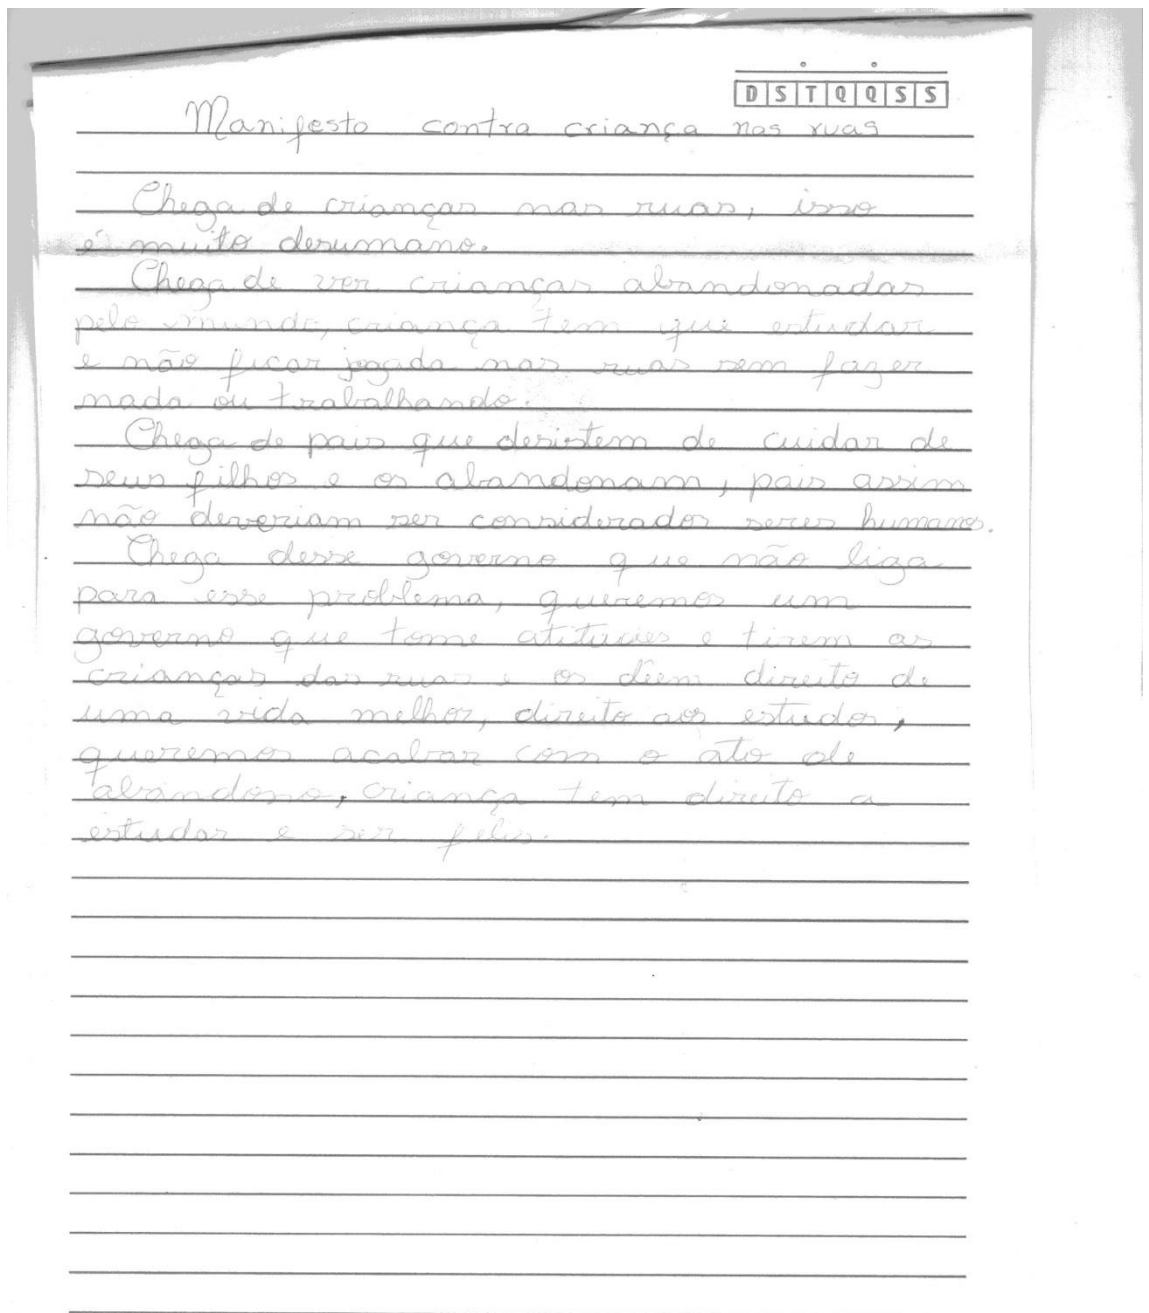 D S T Q Q S S
Manifesto contra criança nas ruas
Chega de crianças nas ruas, isso
é muito desumano.
Chega de ver crianças abandonadas
pelo mundo, criança tem que estudar
e não ficar jogada nas ruas sem fazer
nada ou trabalhando.
Chega de pais que desistem de cuidar de
seus filhos e os abandonam, pais assim
não deveriam ser considerados seres humanos.
Chega desse governo que não liga
para esse problema, queremos um
governo que tome atitudes e tirem as
crianças das ruas e os dêem direito de
uma vida melhor, direito aos estudos,
queremos acabar com o ato de
abandono, criança tem direito a
estudar e ser felis.